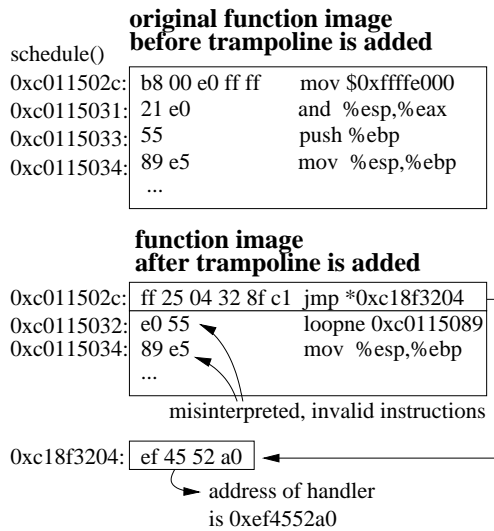 original function image
before trampoline is added
schedule()
0xc011502c: b8 00 e0 ff ff mov $0xffffe000
0xc0115031: 21 e0 and %esp,%eax
0xc0115033: 55 push %ebp
0xc0115034: 89 e5 mov %esp,%ebp
...
function image
after trampoline is added
0xc011502c: ff 25 04 32 8f c1 jmp *0xc18f3204
0xc0115032: e0 55 loopne 0xc0115089
0xc0115034: 89 e5 mov %esp,%ebp
...
misinterpreted, invalid instructions
0xc18f3204: ef 45 52 a0
address of handler
is 0xef4552a0